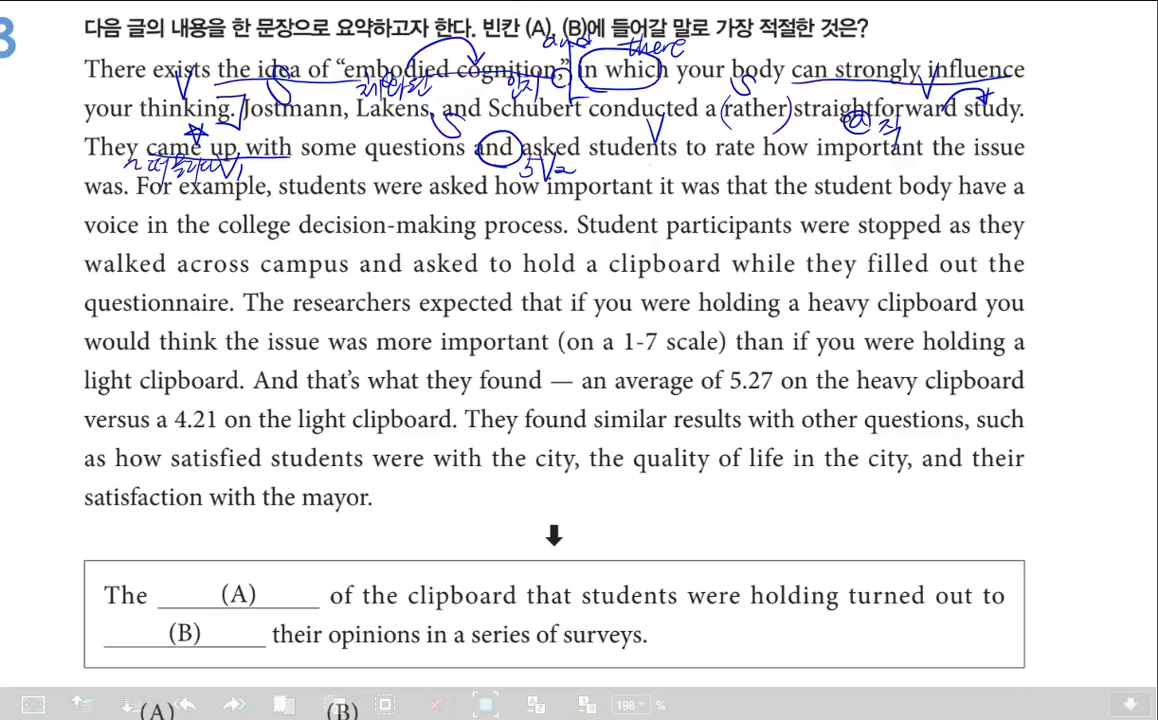 3
다음 글의 내용을 한 문장으로 요약하고자 한다. 빈칸 (A), (B)에 들어갈 말로 가장 적절한 것은?
and there
There exists the idea of “embodied cognition,” in which your body can strongly influence
V S 체화된 인지 S V
your thinking. Jostmann, Lakens, and Schubert conducted a (rather) straightforward study.
S V
They came up with some questions and asked students to rate how important the issue
V1 V2
was. For example, students were asked how important it was that the student body have a
voice in the college decision-making process. Student participants were stopped as they
walked across campus and asked to hold a clipboard while they filled out the
questionnaire. The researchers expected that if you were holding a heavy clipboard you
would think the issue was more important (on a 1-7 scale) than if you were holding a
light clipboard. And that’s what they found — an average of 5.27 on the heavy clipboard
versus a 4.21 on the light clipboard. They found similar results with other questions, such
as how satisfied students were with the city, the quality of life in the city, and their
satisfaction with the mayor.
The (A) of the clipboard that students were holding turned out to
(B) their opinions in a series of surveys.
198 %
(A) (B)